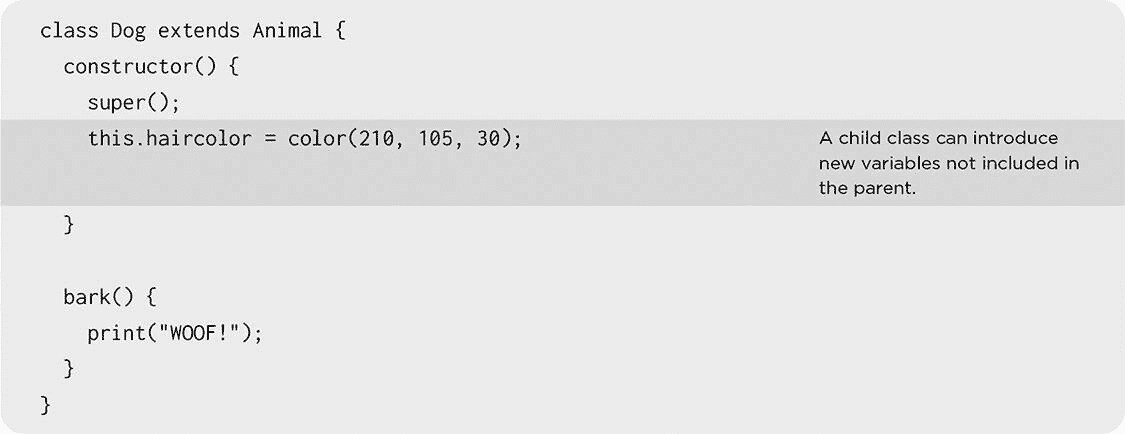 class Dog extends Animal {
  constructor() {
    super();
    this.haircolor = color(210, 105, 30);
A child class can introduce
new variables not included in
the parent.
  }
  bark() {
    print("WOOF!");
  }
}